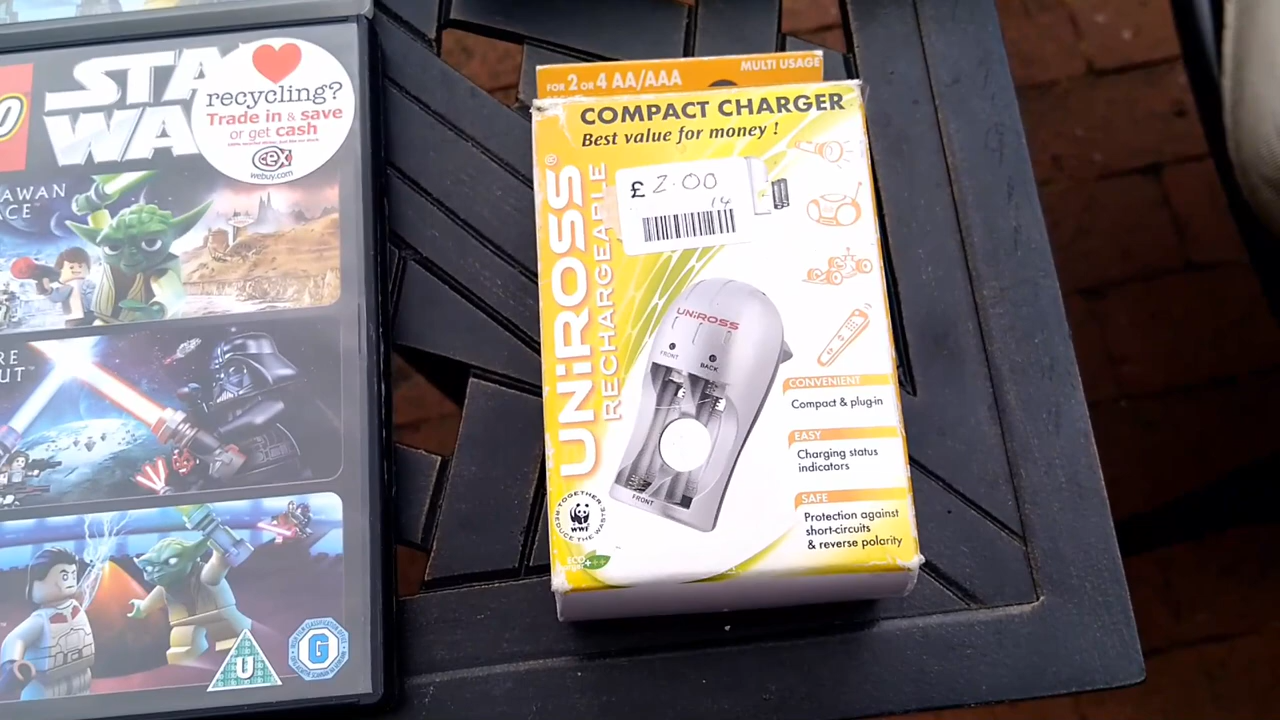 STAR
WA
recycling?
Trade in & save
or get cash
cex
webuy.com
AWAN
ACE
RE
UT
U
G
FOR 2 OR 4 AA/AAA
MULTI USAGE
COMPACT CHARGER
Best value for money !
UNiROSS®
RECHARGEABLE
£ 2.00
14
UNiROSS
FRONT
BACK
FRONT
CONVENIENT
Compact & plug-in
EASY
Charging status
indicators
SAFE
Protection against
short-circuits
& reverse polarity
TOGETHER
REDUCE THE WASTE
WWF